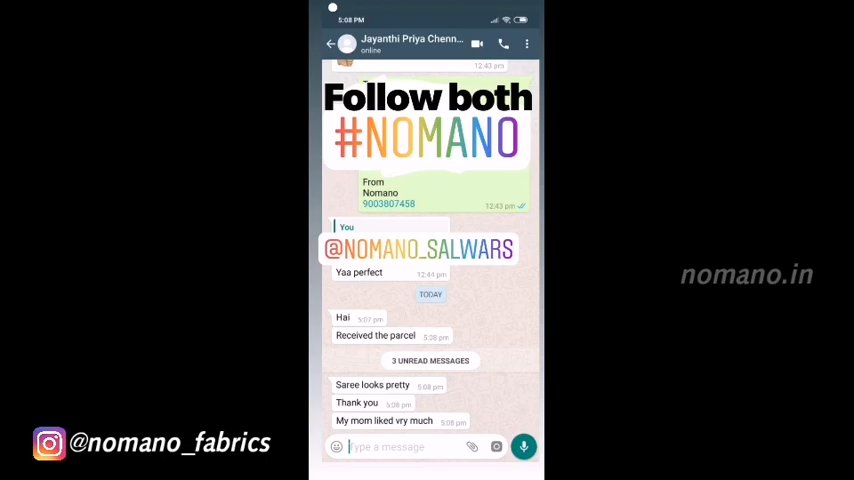 5:08 PM
Jayanthi Priya Chenn...
online
12:43 pm
Follow both
#NOMANO
From
Nomano
9003807458
12:43 pm
You
@NOMANO_SALWARS
Yaa perfect
12:44 pm
TODAY
Hai 5:07 pm
Received the parcel 5:08 pm
3 UNREAD MESSAGES
Saree looks pretty 5:08 pm
Thank you 5:08 pm
My mom liked vry much 5:08 pm
Type a message
nomano.in
@nomano_fabrics